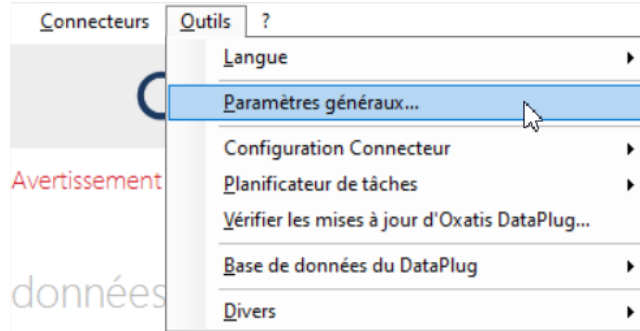 Connecteurs Outils ?
Langue
Paramètres généraux...
Configuration Connecteur
Avertissement
Planificateur de tâches
Vérifier les mises à jour d'Oxatis DataPlug...
Base de données du DataPlug
données
Divers